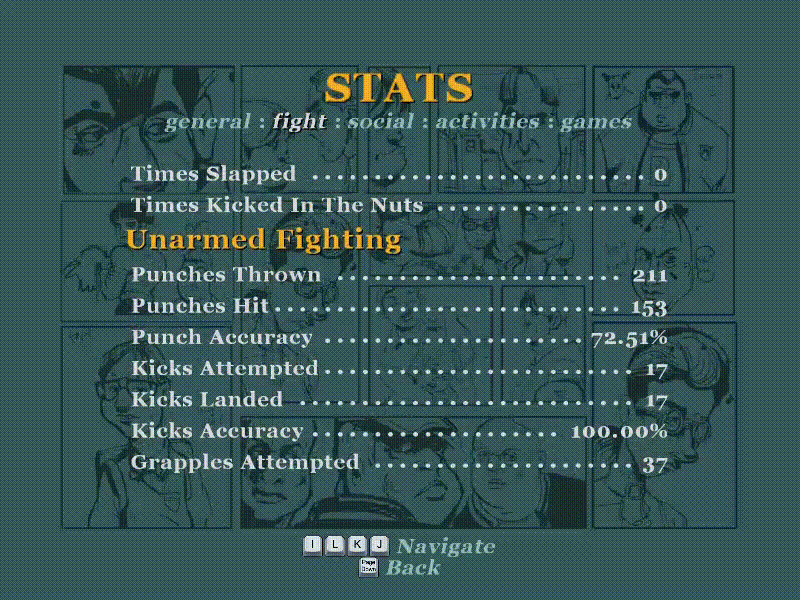 STATS
general : fight : social : activities : games
Times Slapped .......................... 0
Times Kicked In The Nuts ................. 0
Unarmed Fighting
Punches Thrown ...................... 211
Punches Hit ........................... 153
Punch Accuracy .................... 72.51%
Kicks Attempted ........................ 17
Kicks Landed .......................... 17
Kicks Accuracy ................... 100.00%
Grapples Attempted .................... 37
I L K J Navigate
Page Down Back